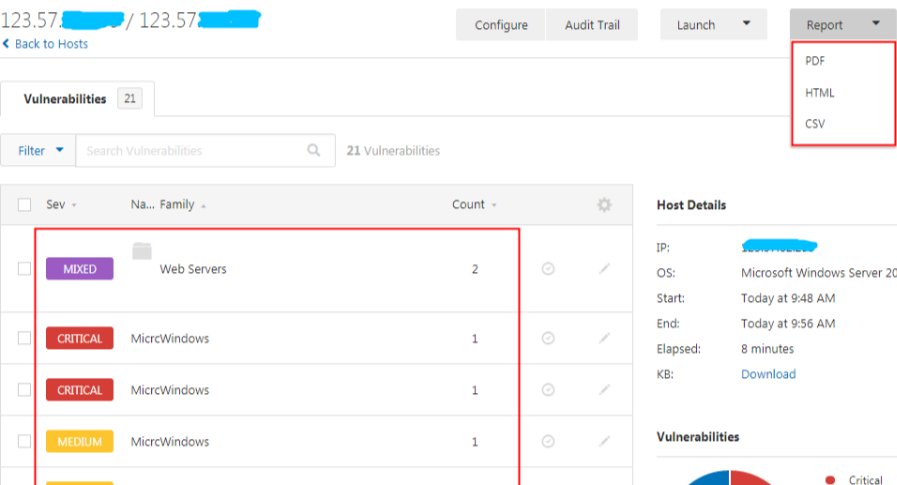 123.57. / 123.57.
Configure
Audit Trail
Launch
Report
Back to Hosts
PDF
HTML
CSV
Vulnerabilities 21
Filter
Search Vulnerabilities
21 Vulnerabilities
Sev
Na... Family
Count
MIXED Web Servers 2
CRITICAL MicrcWindows 1
CRITICAL MicrcWindows 1
MEDIUM MicrcWindows 1
Host Details
IP:
OS: Microsoft Windows Server 20
Start: Today at 9:48 AM
End: Today at 9:56 AM
Elapsed: 8 minutes
KB: Download
Vulnerabilities
Critical